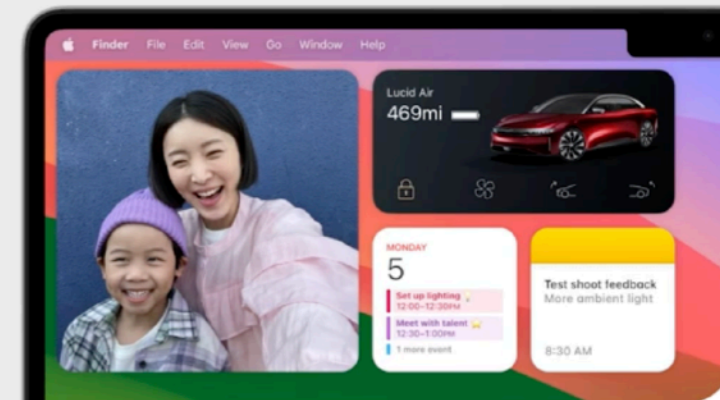 Finder File Edit View Go Window Help
Lucid Air
469mi
MONDAY
5
Set up lighting
12:00–12:30PM
Meet with talent
12:30–1:00PM
1 more event
Test shoot feedback
More ambient light
8:30 AM